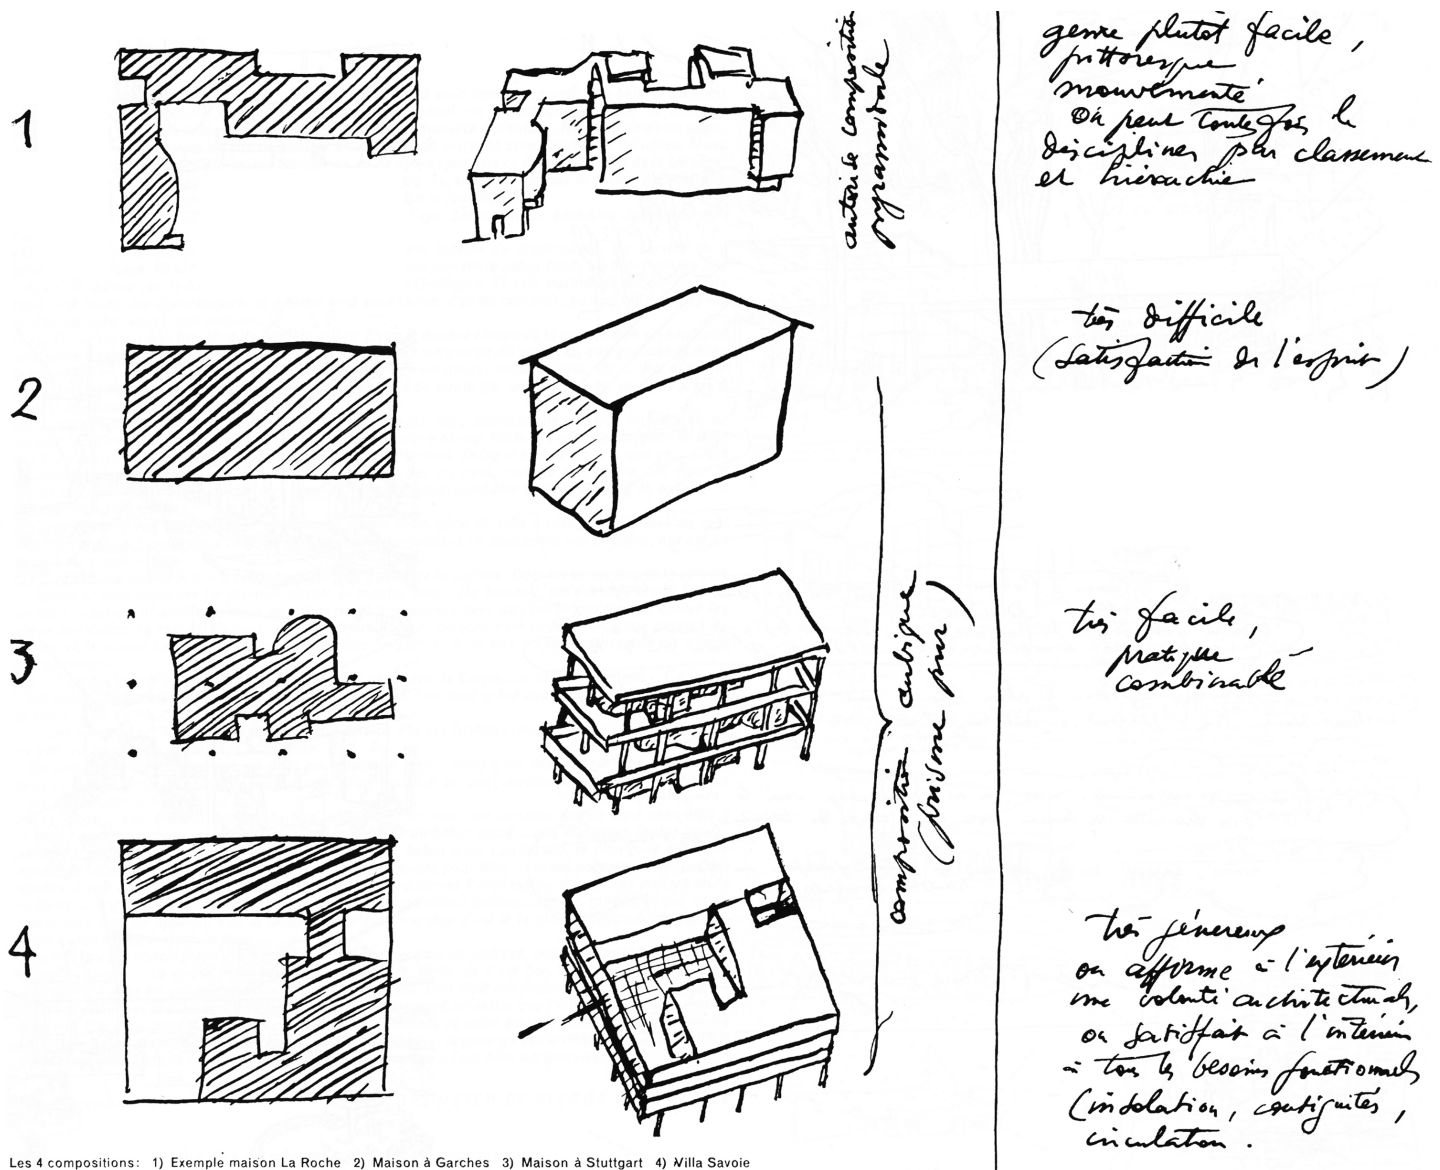 1
genre plutôt facile,
pittoresque
mouvementé
On peut toutefois le
discipliner par classement
et hiérarchie
autorise composition
pyramidale
2
très difficile
(satisfaction de l'esprit)
composition cubique
(prisme pur)
3
très facile,
pratique
combinable
4
très généreux
on affirme à l'extérieur
une volonté architecturale,
on satisfait à l'intérieur
à tous les besoins fonctionnels
(insolation, contiguités,
circulation.
Les 4 compositions: 1) Exemple maison La Roche 2) Maison à Garches 3) Maison à Stuttgart 4) Villa Savoie